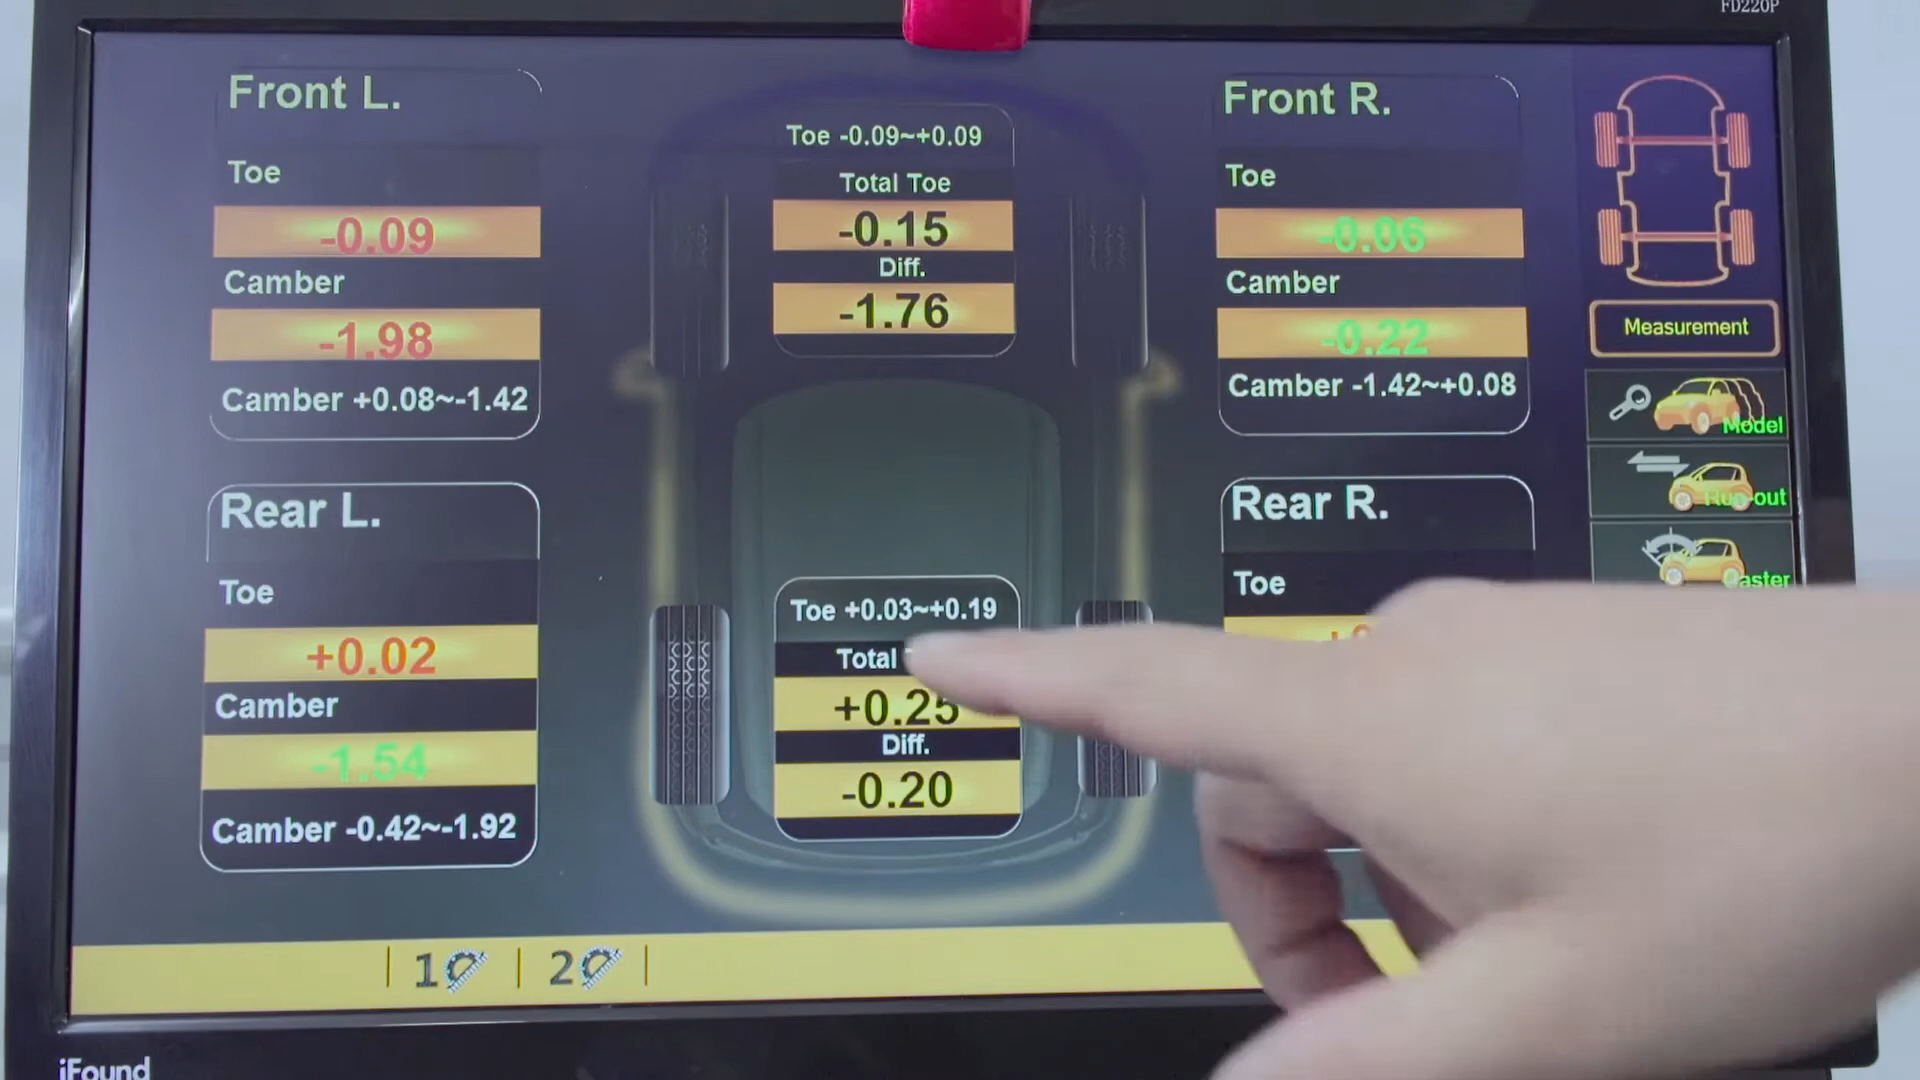 FD220P
Front L.
Toe
-0.09
Camber
-1.98
Camber +0.08~-1.42
Toe -0.09~+0.09
Total Toe
-0.15
Diff.
-1.76
Front R.
Toe
-0.06
Camber
-0.22
Camber -1.42~+0.08
Measurement
Model
Run-out
Caster
Rear L.
Toe
+0.02
Camber
-1.54
Camber -0.42~-1.92
Toe +0.03~+0.19
Total
+0.25
Diff.
-0.20
Rear R.
Toe
1
2
iFound